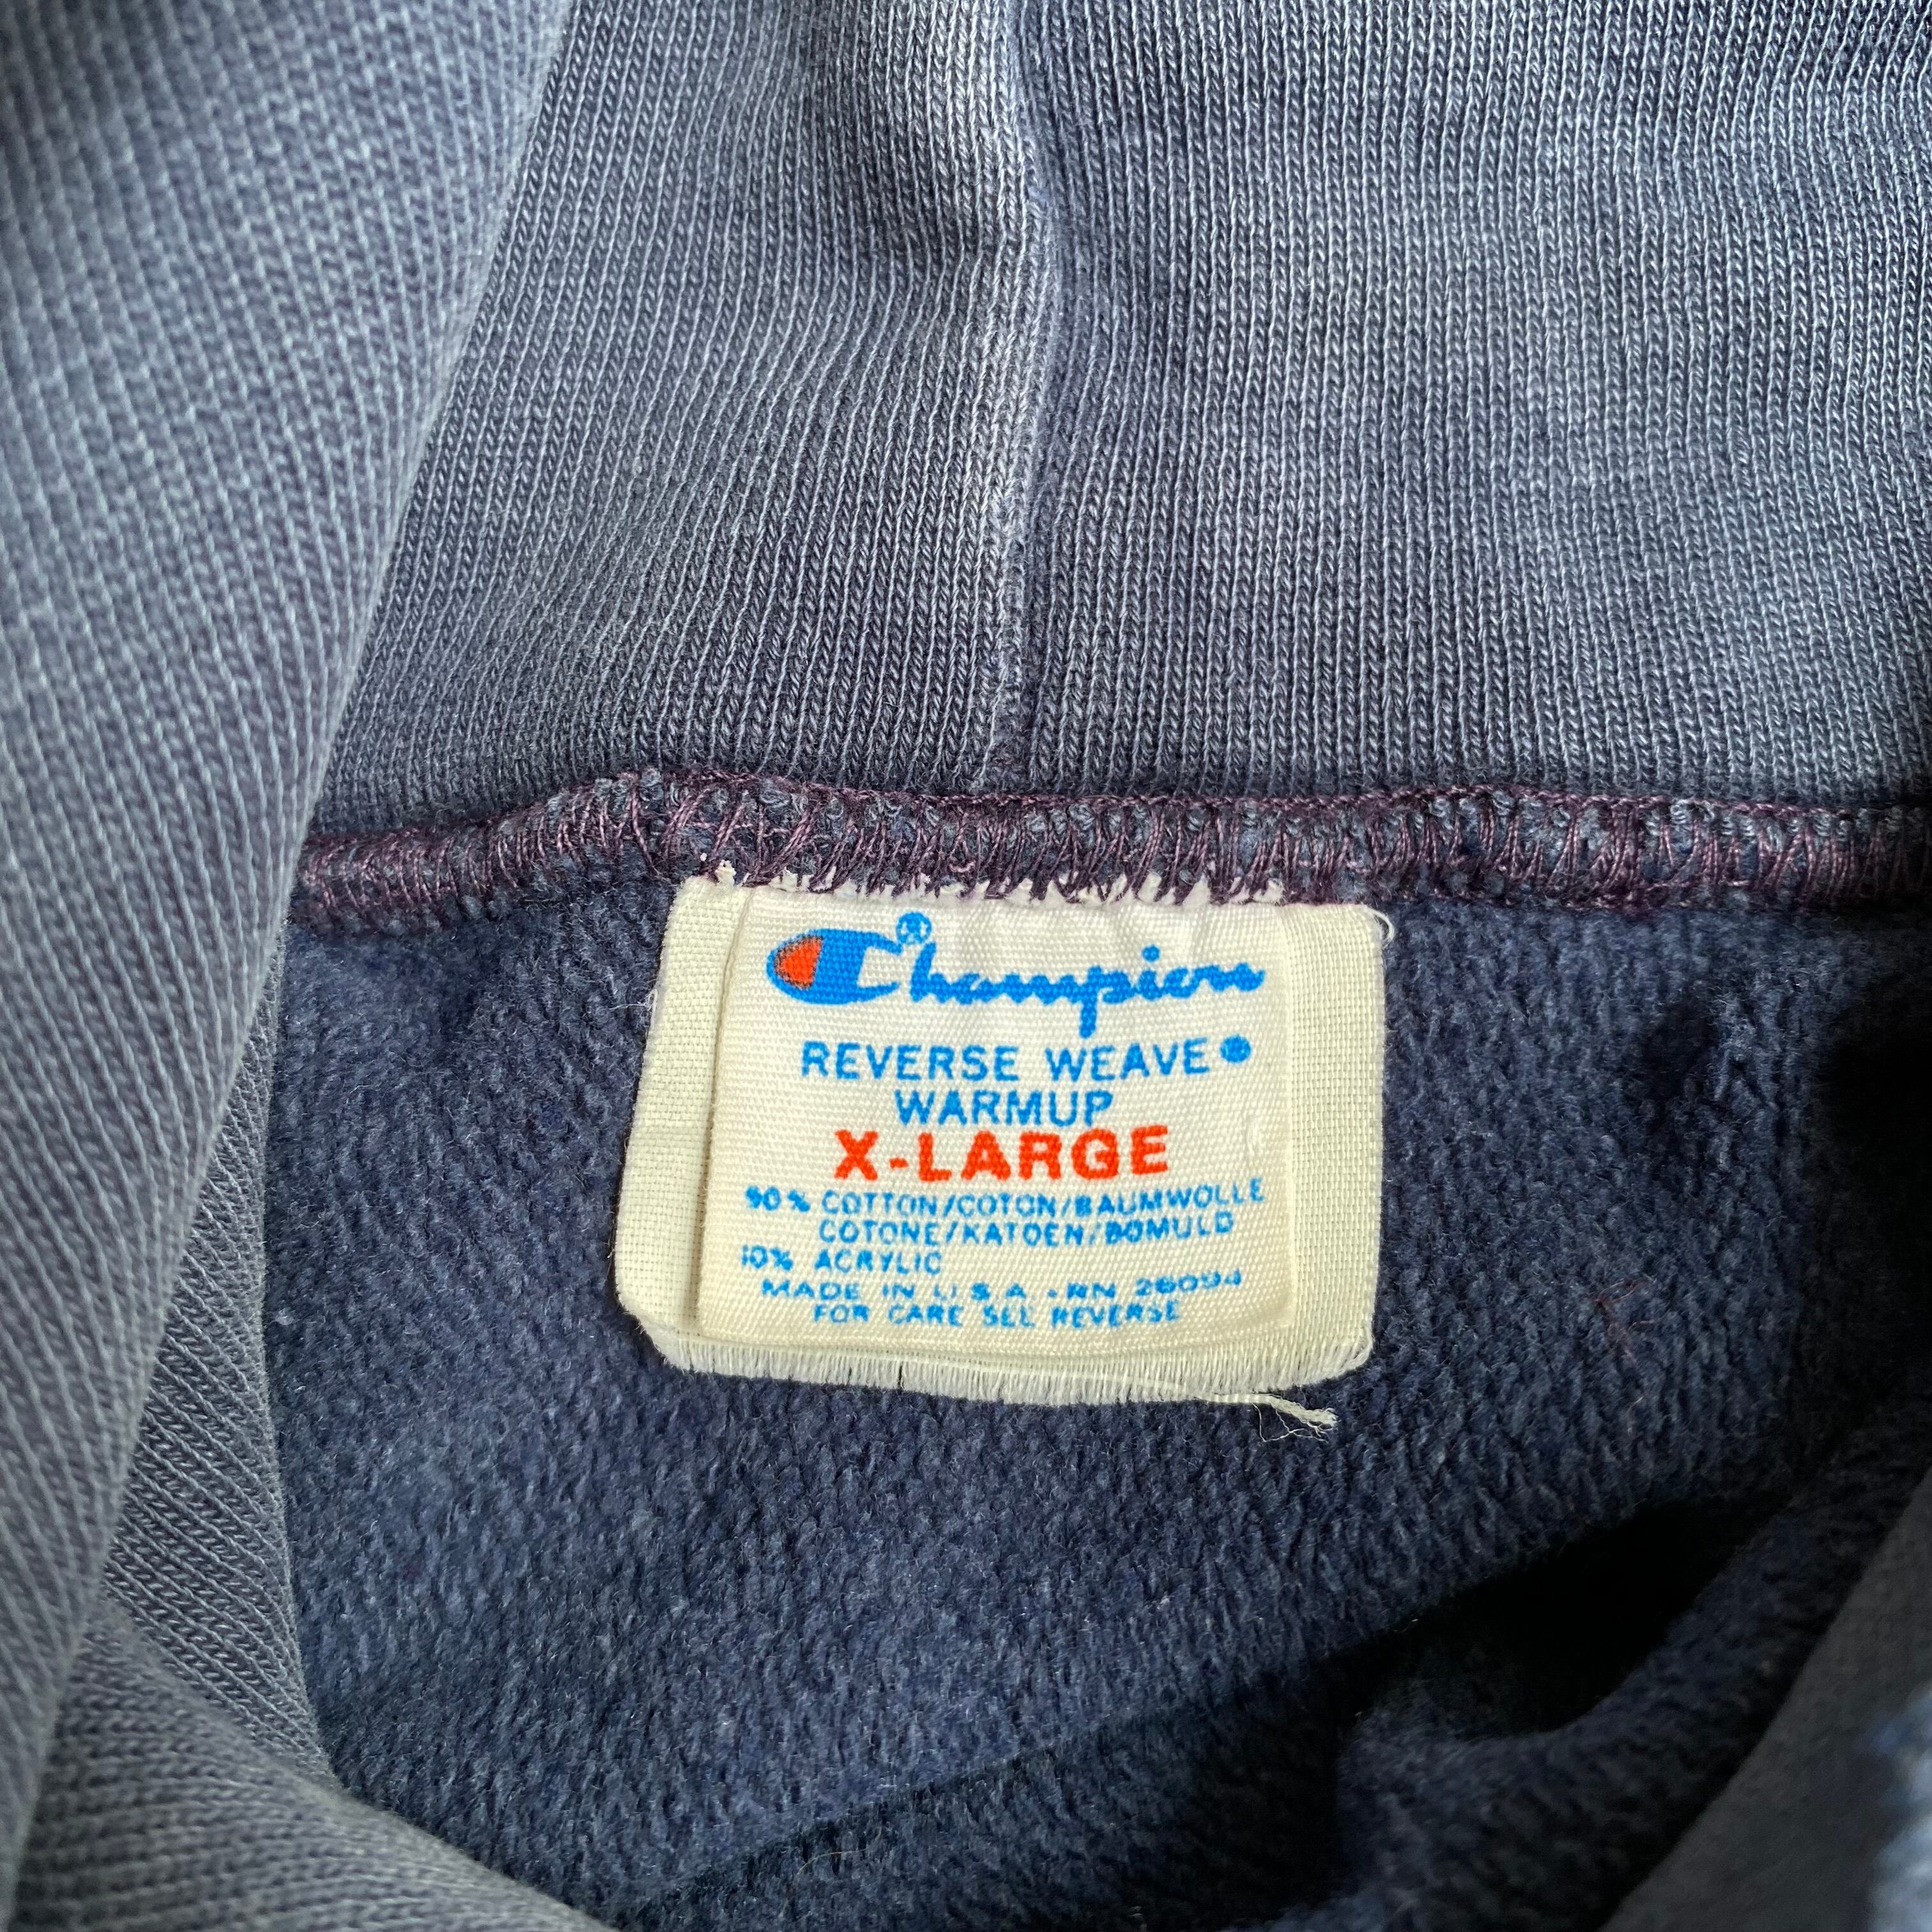 Champion®
REVERSE WEAVE
WARMUP
X-LARGE
90% COTTON/COTON/BAUMWOLLE
COTONE/KATOEN/BOMULD
10% ACRYLIC
MADE IN U.S.A. - RN 26094
FOR CARE SEE REVERSE